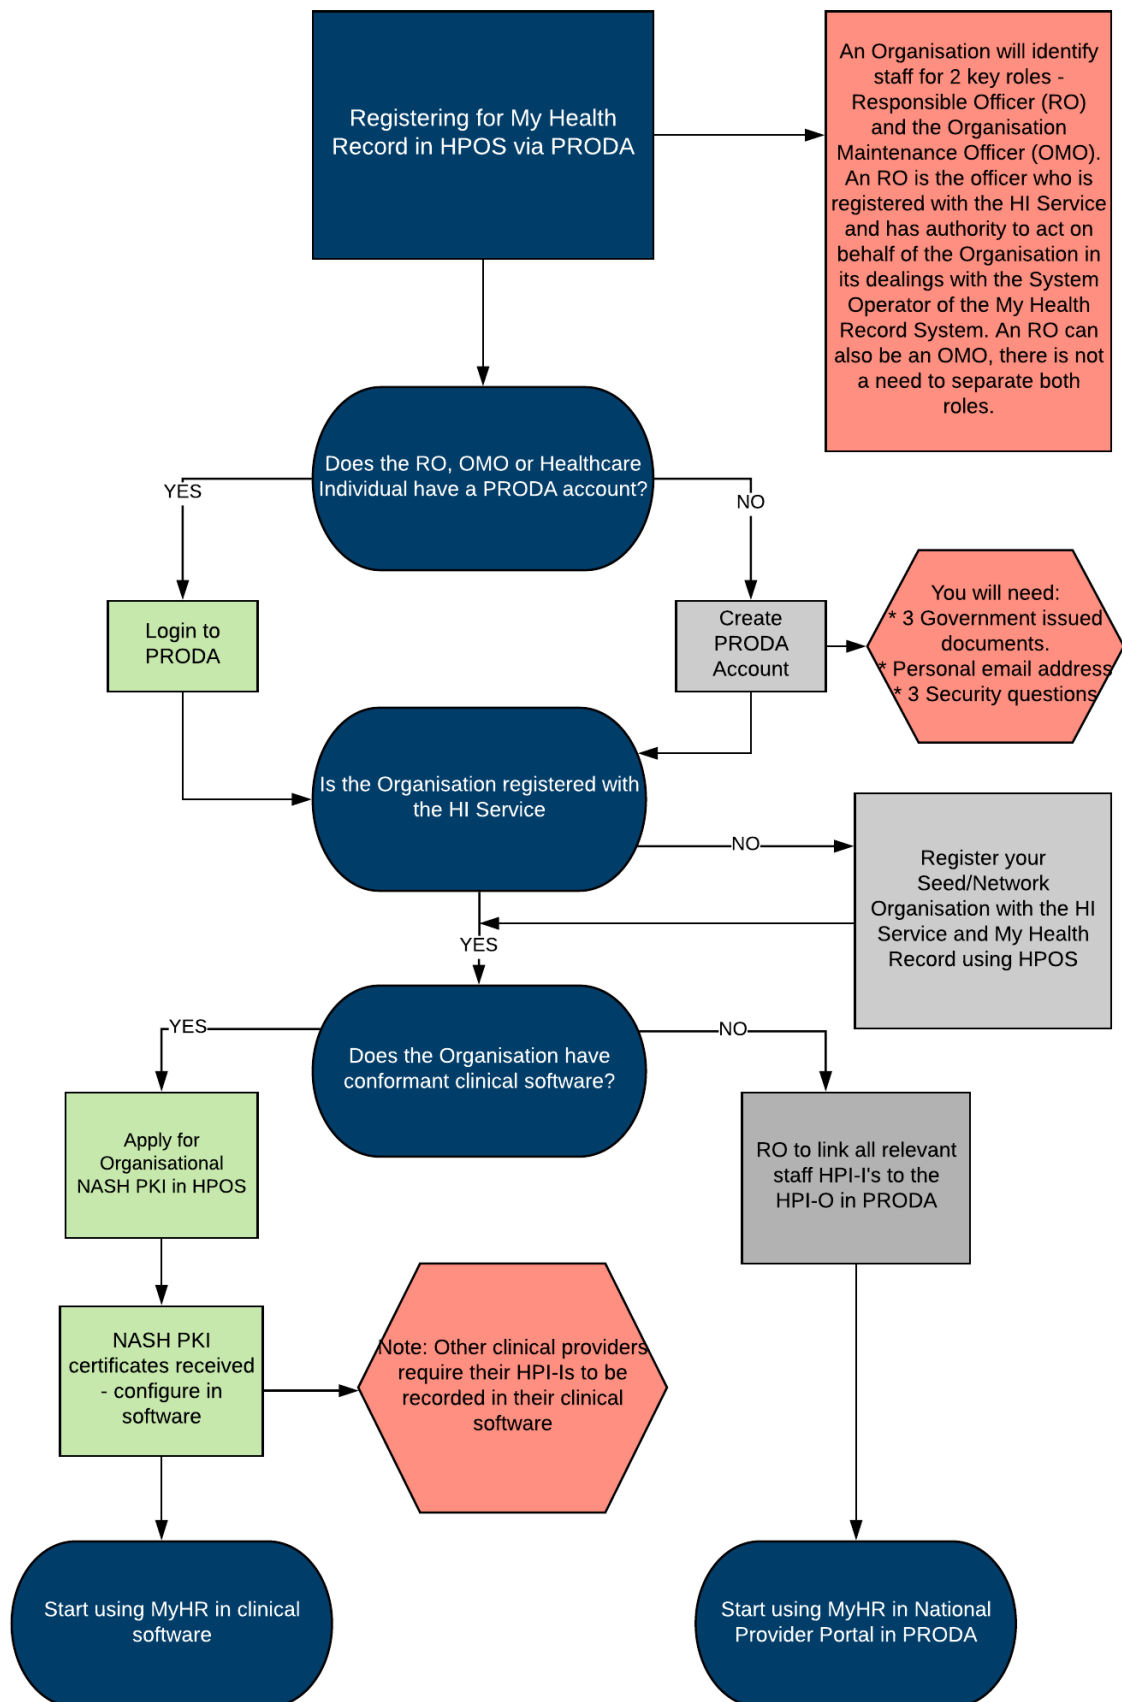 Registering for My Health
Record in HPOS via PRODA
An Organisation will identify
staff for 2 key roles -
Responsible Officer (RO)
and the Organisation
Maintenance Officer (OMO).
An RO is the officer who is
registered with the HI Service
and has authority to act on
behalf of the Organisation in
its dealings with the System
Operator of the My Health
Record System. An RO can
also be an OMO, there is not
a need to separate both
roles.
Does the RO, OMO or Healthcare
Individual have a PRODA account?
YES
NO
Login to
PRODA
Create
PRODA
Account
You will need:
* 3 Government issued
documents.
* Personal email address
* 3 Security questions
Is the Organisation registered with
the HI Service
NO
Register your
Seed/Network
Organisation with the HI
Service and My Health
Record using HPOS
YES
Does the Organisation have
conformant clinical software?
YES
NO
Apply for
Organisational
NASH PKI in HPOS
RO to link all relevant
staff HPI-I's to the
HPI-O in PRODA
NASH PKI
certificates received
- configure in
software
Note: Other clinical providers
require their HPI-Is to be
recorded in their clinical
software
Start using MyHR in clinical
software
Start using MyHR in National
Provider Portal in PRODA